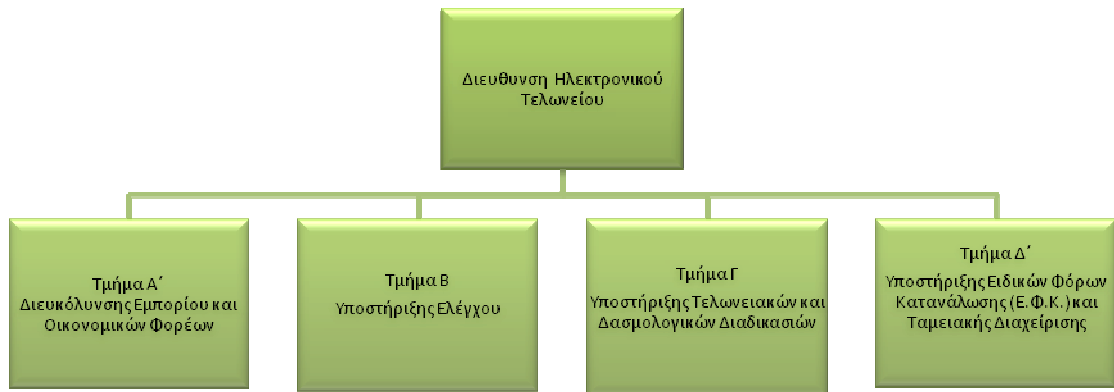 Διευθυνση Ηλεκτρονικού
Τελωνείου
Τμήμα Α΄
Διευκόλυνσης Εμπορίου και
Οικονομικών Φορέων
Τμήμα Β
Υποστήριξης Ελέγχου
Τμήμα Γ
Υποστήριξης Τελωνειακών και
Δασμολογικών Διαδικασιών
Τμήμα Δ΄
Υποστήριξης Ειδικών Φόρων
Κατανάλωσης (Ε.Φ.Κ.) και
Ταμειακής Διαχείρισης